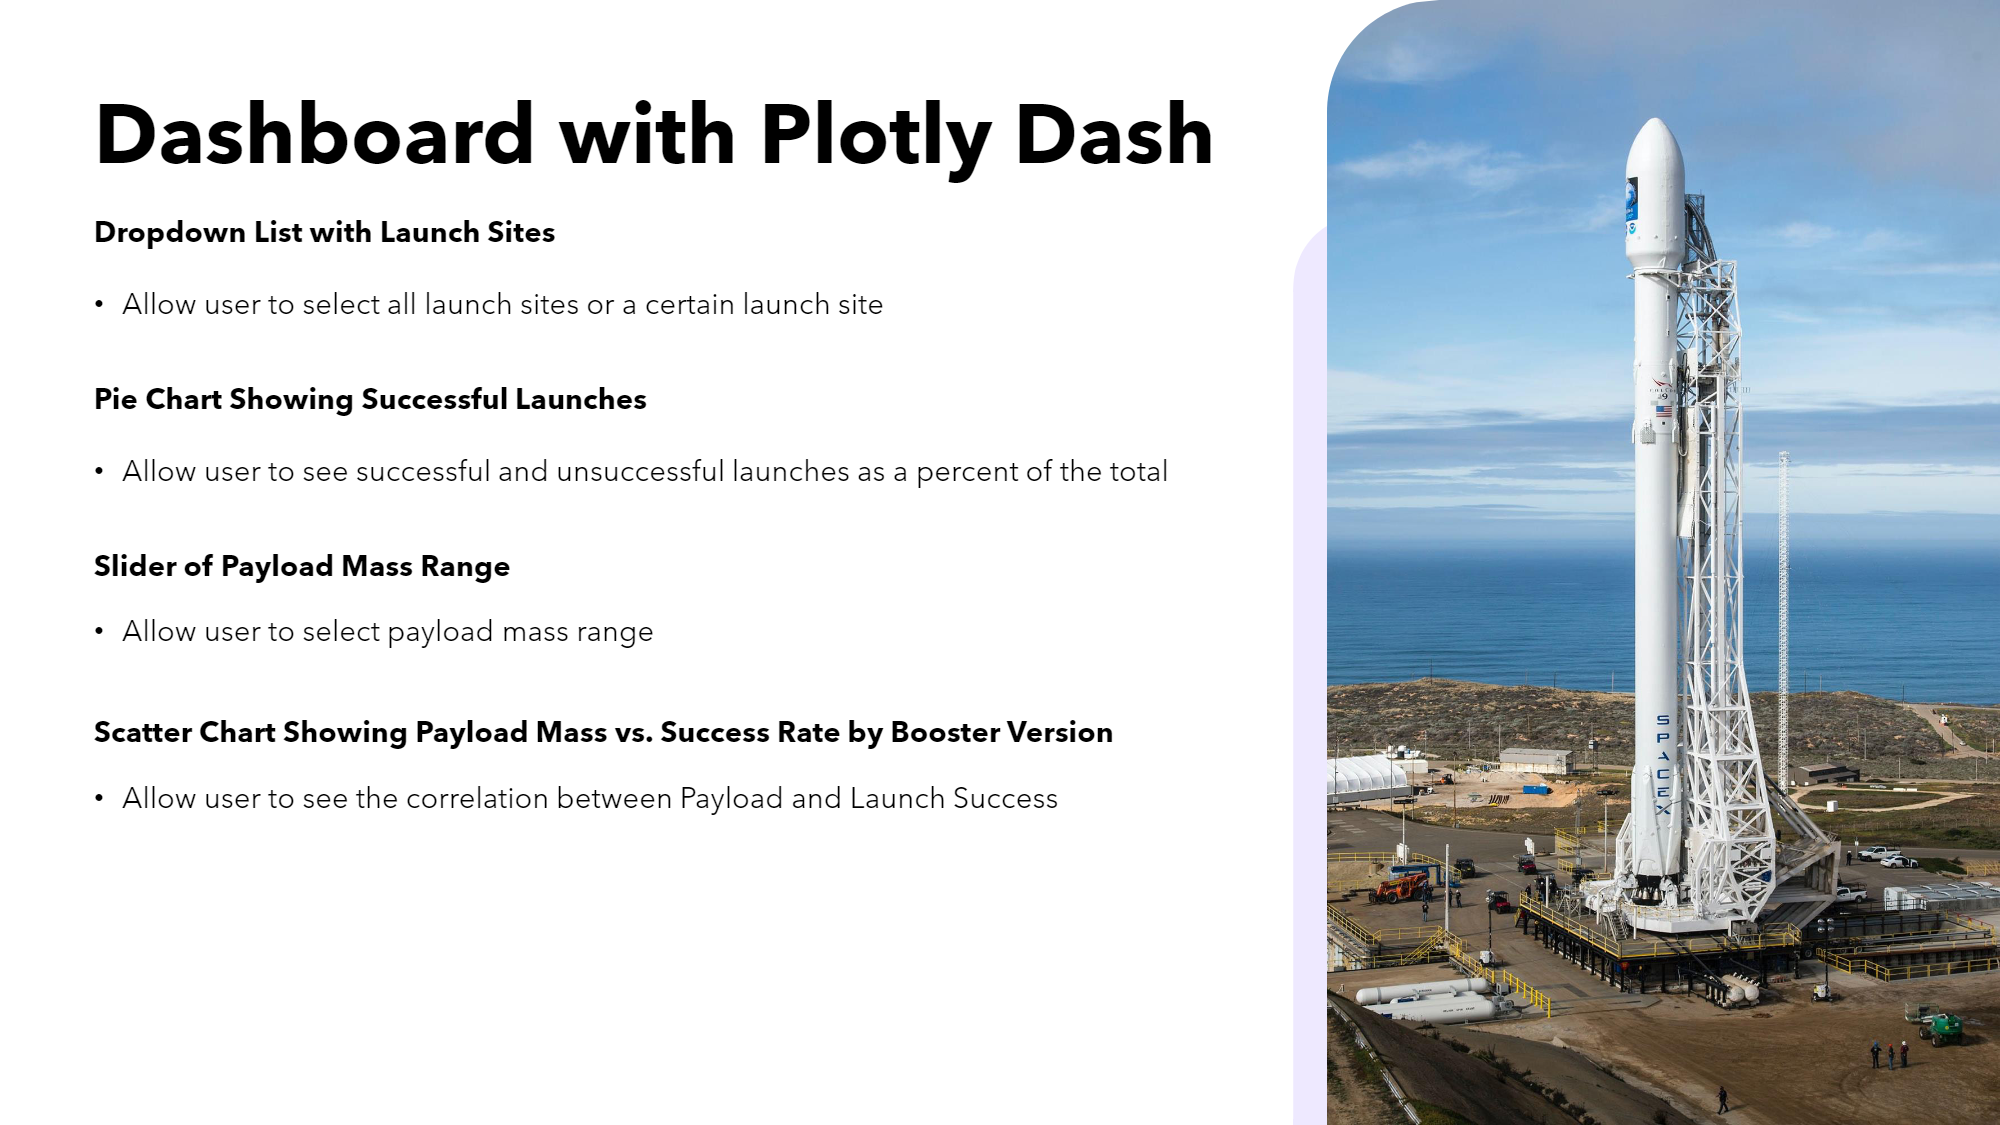 Dashboard with Plotly Dash
Dropdown List with Launch Sites
• Allow user to select all launch sites or a certain launch site
Pie Chart Showing Successful Launches
• Allow user to see successful and unsuccessful launches as a percent of the total
Slider of Payload Mass Range
• Allow user to select payload mass range
Scatter Chart Showing Payload Mass vs. Success Rate by Booster Version
• Allow user to see the correlation between Payload and Launch Success
SPACEX